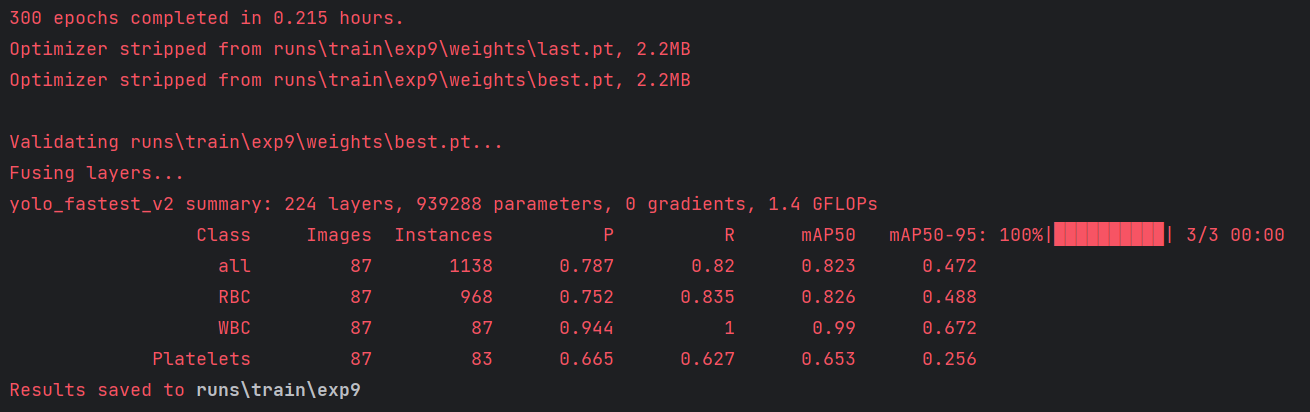 300 epochs completed in 0.215 hours.
Optimizer stripped from runs\train\exp9\weights\last.pt, 2.2MB
Optimizer stripped from runs\train\exp9\weights\best.pt, 2.2MB
Validating runs\train\exp9\weights\best.pt...
Fusing layers...
yolo_fastest_v2 summary: 224 layers, 939288 parameters, 0 gradients, 1.4 GFLOPs
Class Images Instances P R mAP50 mAP50-95: 100%|██████████| 3/3 00:00
all 87 1138 0.787 0.82 0.823 0.472
RBC 87 968 0.752 0.835 0.826 0.488
WBC 87 87 0.944 1 0.99 0.672
Platelets 87 83 0.665 0.627 0.653 0.256
Results saved to runs\train\exp9